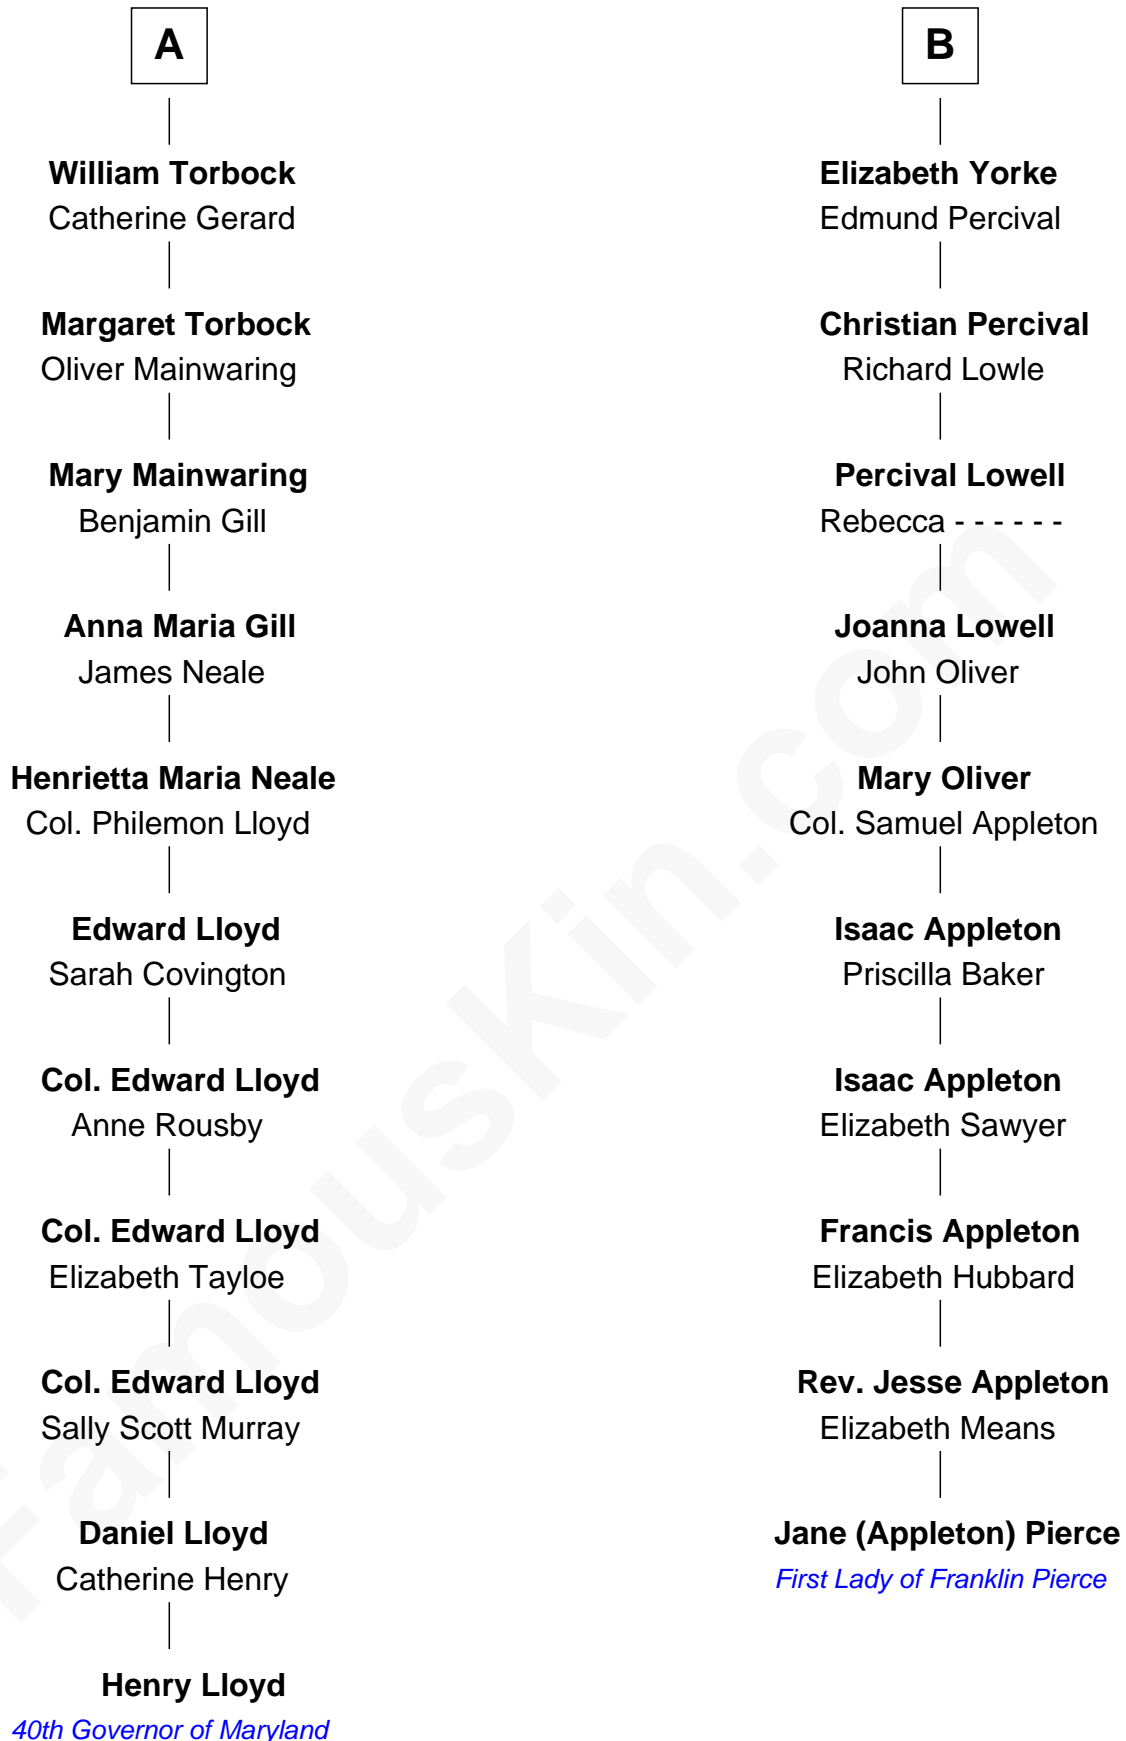 A
William Torbock
Catherine Gerard
Margaret Torbock
Oliver Mainwaring
Mary Mainwaring
Benjamin Gill
Anna Maria Gill
James Neale
Henrietta Maria Neale
Col. Philemon Lloyd
Edward Lloyd
Sarah Covington
Col. Edward Lloyd
Anne Rousby
Col. Edward Lloyd
Elizabeth Tayloe
Col. Edward Lloyd
Sally Scott Murray
Daniel Lloyd
Catherine Henry
Henry Lloyd
40th Governor of Maryland
B
Elizabeth Yorke
Edmund Percival
Christian Percival
Richard Lowle
Percival Lowell
Rebecca - - - - - -
Joanna Lowell
John Oliver
Mary Oliver
Col. Samuel Appleton
Isaac Appleton
Priscilla Baker
Isaac Appleton
Elizabeth Sawyer
Francis Appleton
Elizabeth Hubbard
Rev. Jesse Appleton
Elizabeth Means
Jane (Appleton) Pierce
First Lady of Franklin Pierce
FamousKin.com